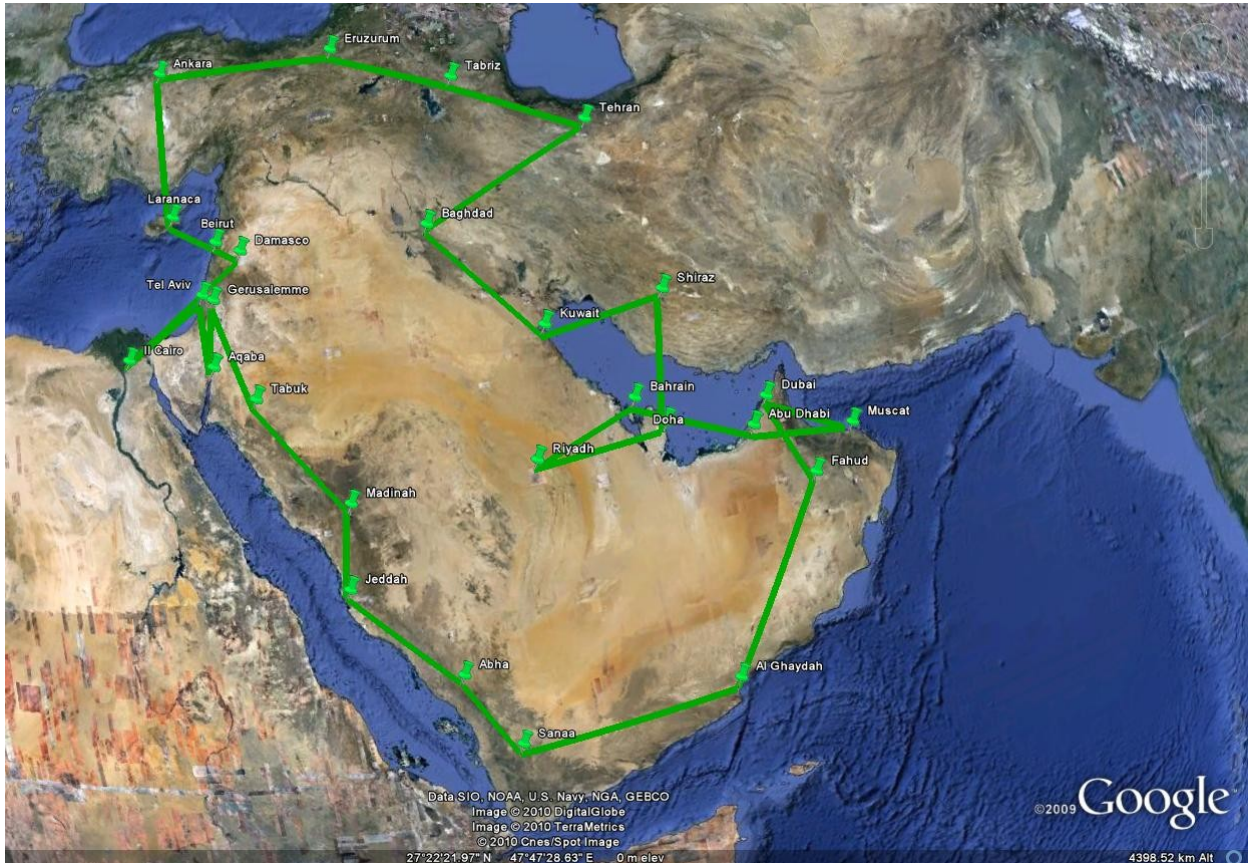 Eruzurum
Ankara
Tabriz
Tehran
Laranaca
Beirut
Baghdad
Damasco
Tel Aviv
Gerusalemme
Shiraz
Kuwait
Il Cairo
Aqaba
Tabuk
Bahrain
Dubai
Doha
Abu Dhabi
Muscat
Riyadh
Fahud
Madinah
Jeddah
Abha
Al Ghaydah
Sanaa
Data SIO, NOAA, U.S. Navy, NGA, GEBCO
Image © 2010 DigitalGlobe
Image © 2010 TerraMetrics
© 2010 Cnes/Spot Image
©2009 Google
27°22'21.97" N 47°47'28.63" E 0 m elev
4398.52 km Alt